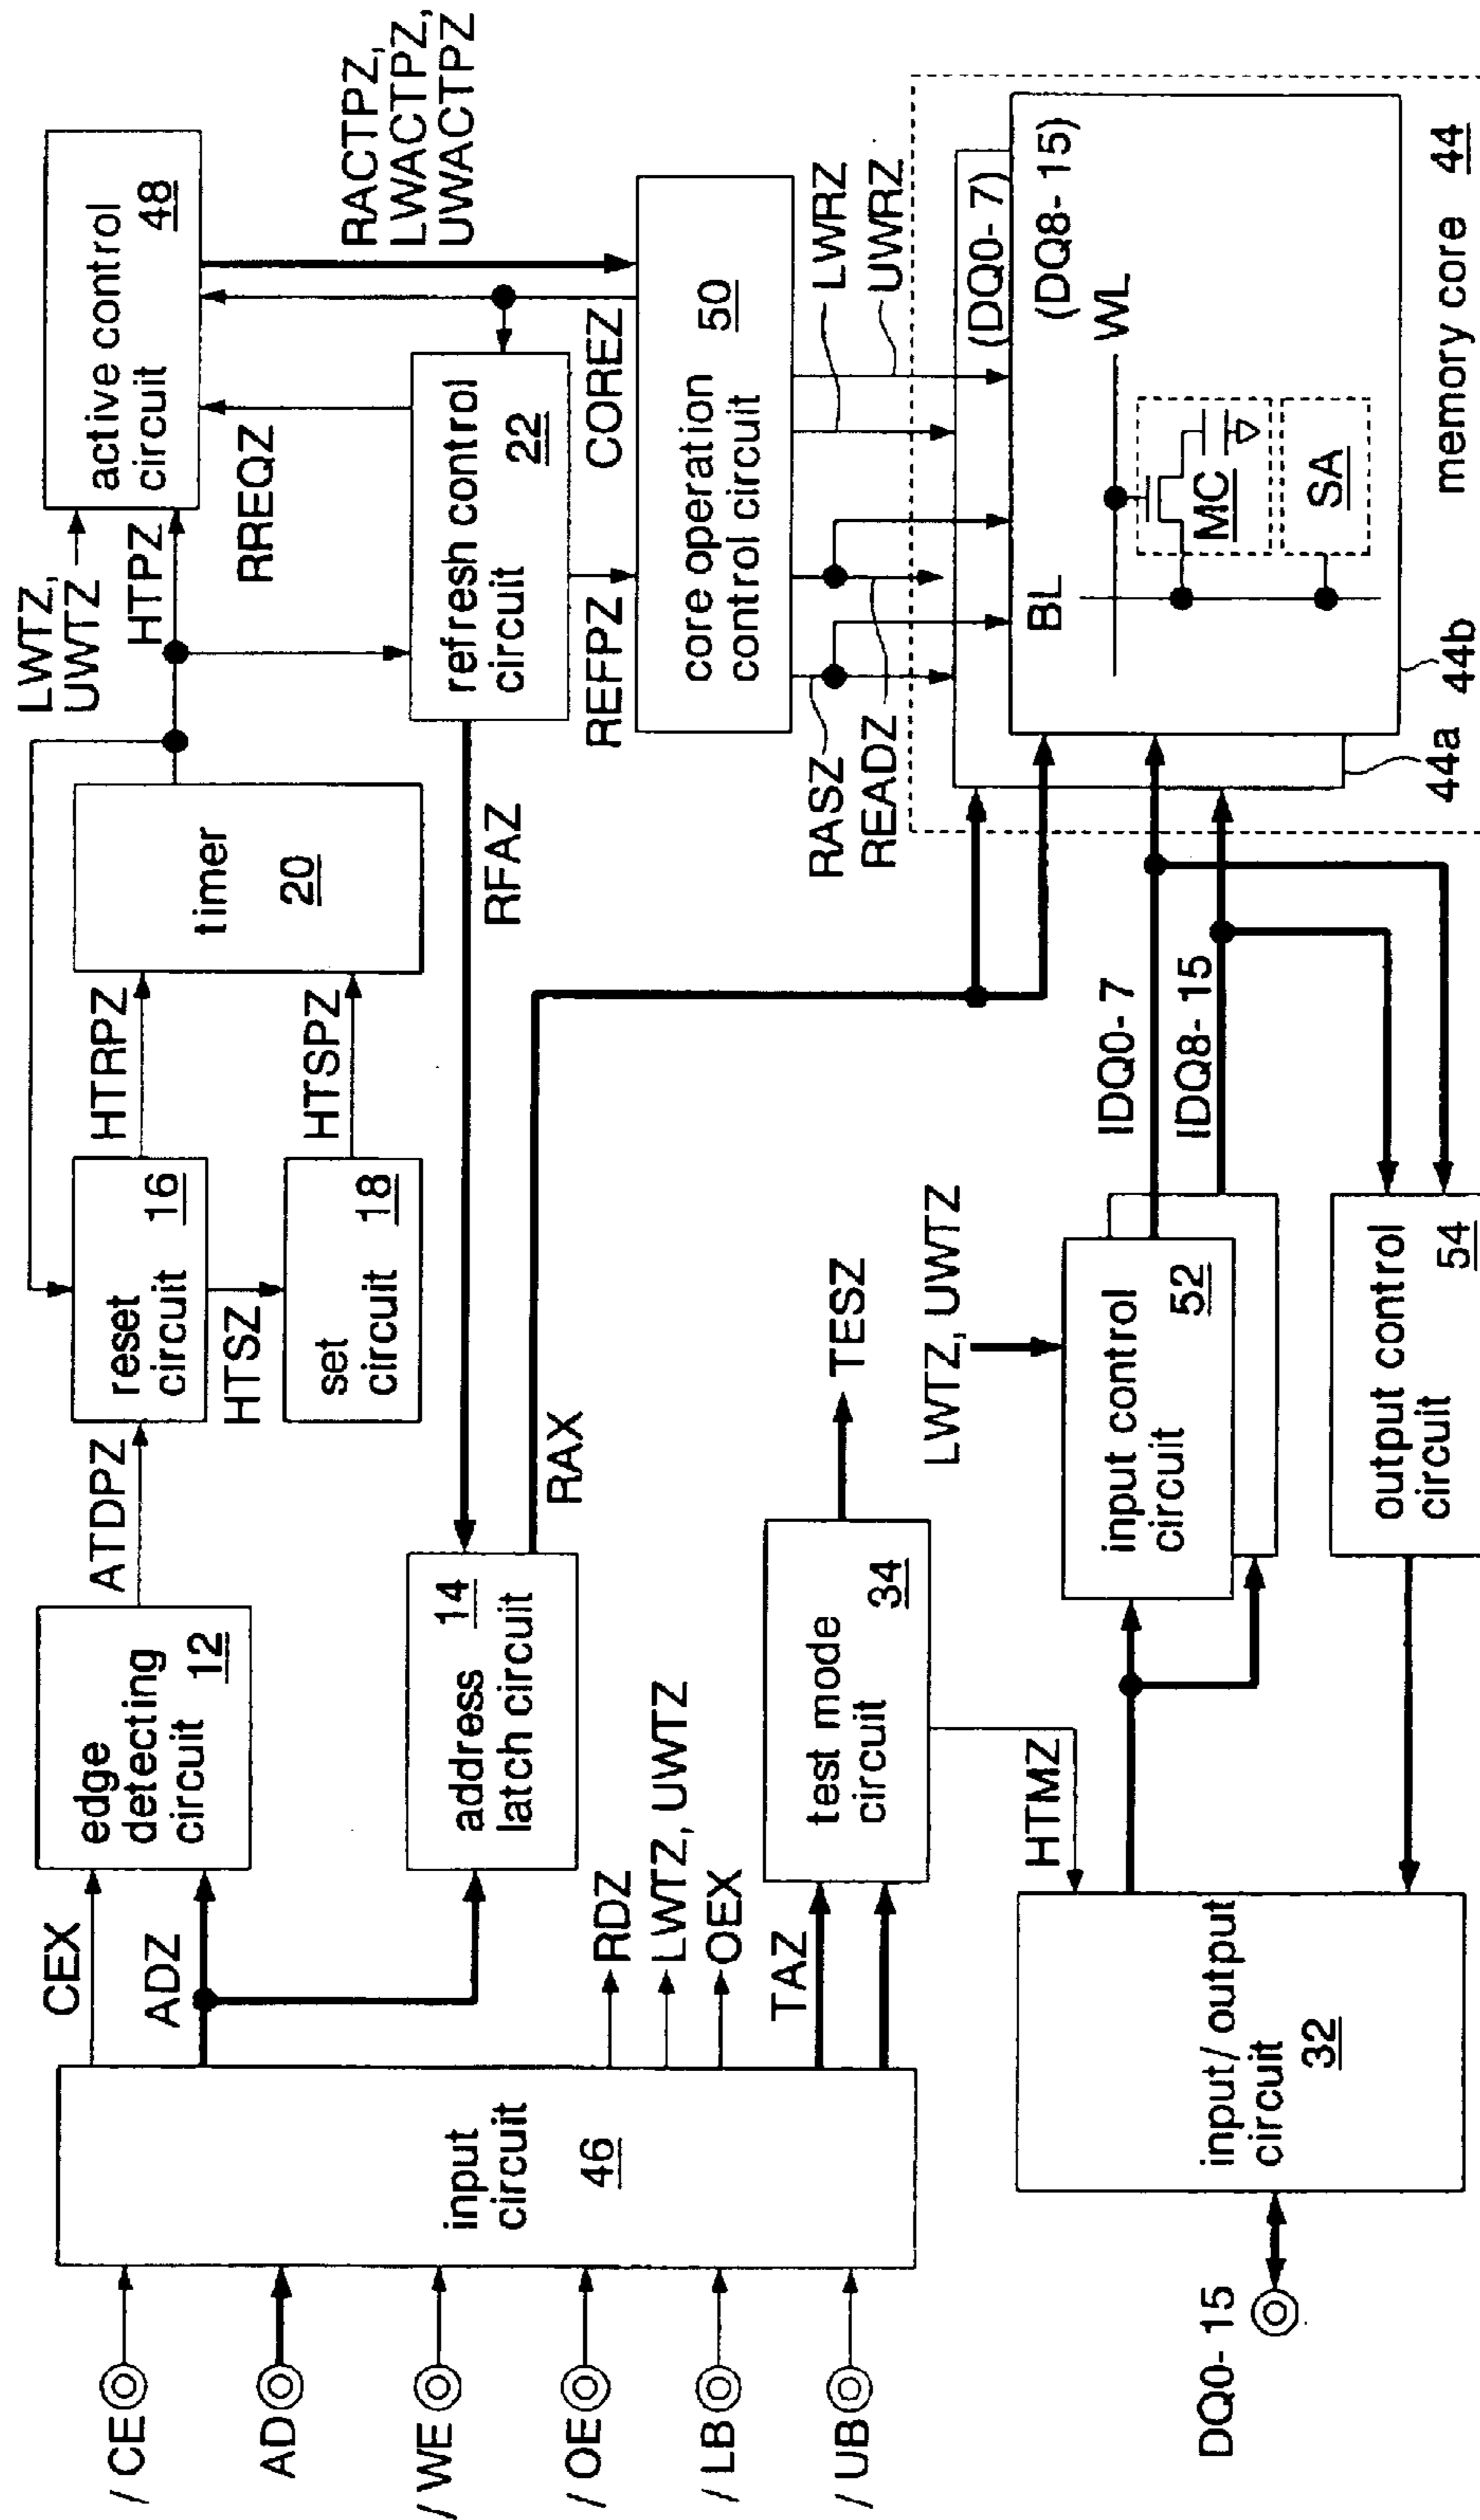 / CE
AD
/ WE
/ OE
/ LB
/ UB
input
circuit
46
CEX
ADZ
RDZ
LWTZ, UWTZ
OEX
TAZ
edge
detecting
circuit 12
ATDPZ
reset
circuit 16
HTSZ
set
circuit 18
HTRPZ
HTSPZ
timer
20
LWTZ,
UWTZ
HTPZ
active control
circuit 48
RREQZ
RACTPZ,
LWACTPZ,
UWACTPZ
address 14
latch circuit
RFAZ
RAX
refresh control
circuit 22
REFPZ
COREZ
core operation
control circuit 50
RASZ
READZ
LWRZ
UWRZ
test mode
circuit 34
TESZ
HTMZ
DQ0- 15
input/ output
circuit
32
LWTZ, UWTZ
input control
circuit 52
IDQ0- 7
IDQ8- 15
output control
circuit 54
(DQ0- 7)
(DQ8- 15)
BL
WL
MC
SA
44a
44b
memory core 44